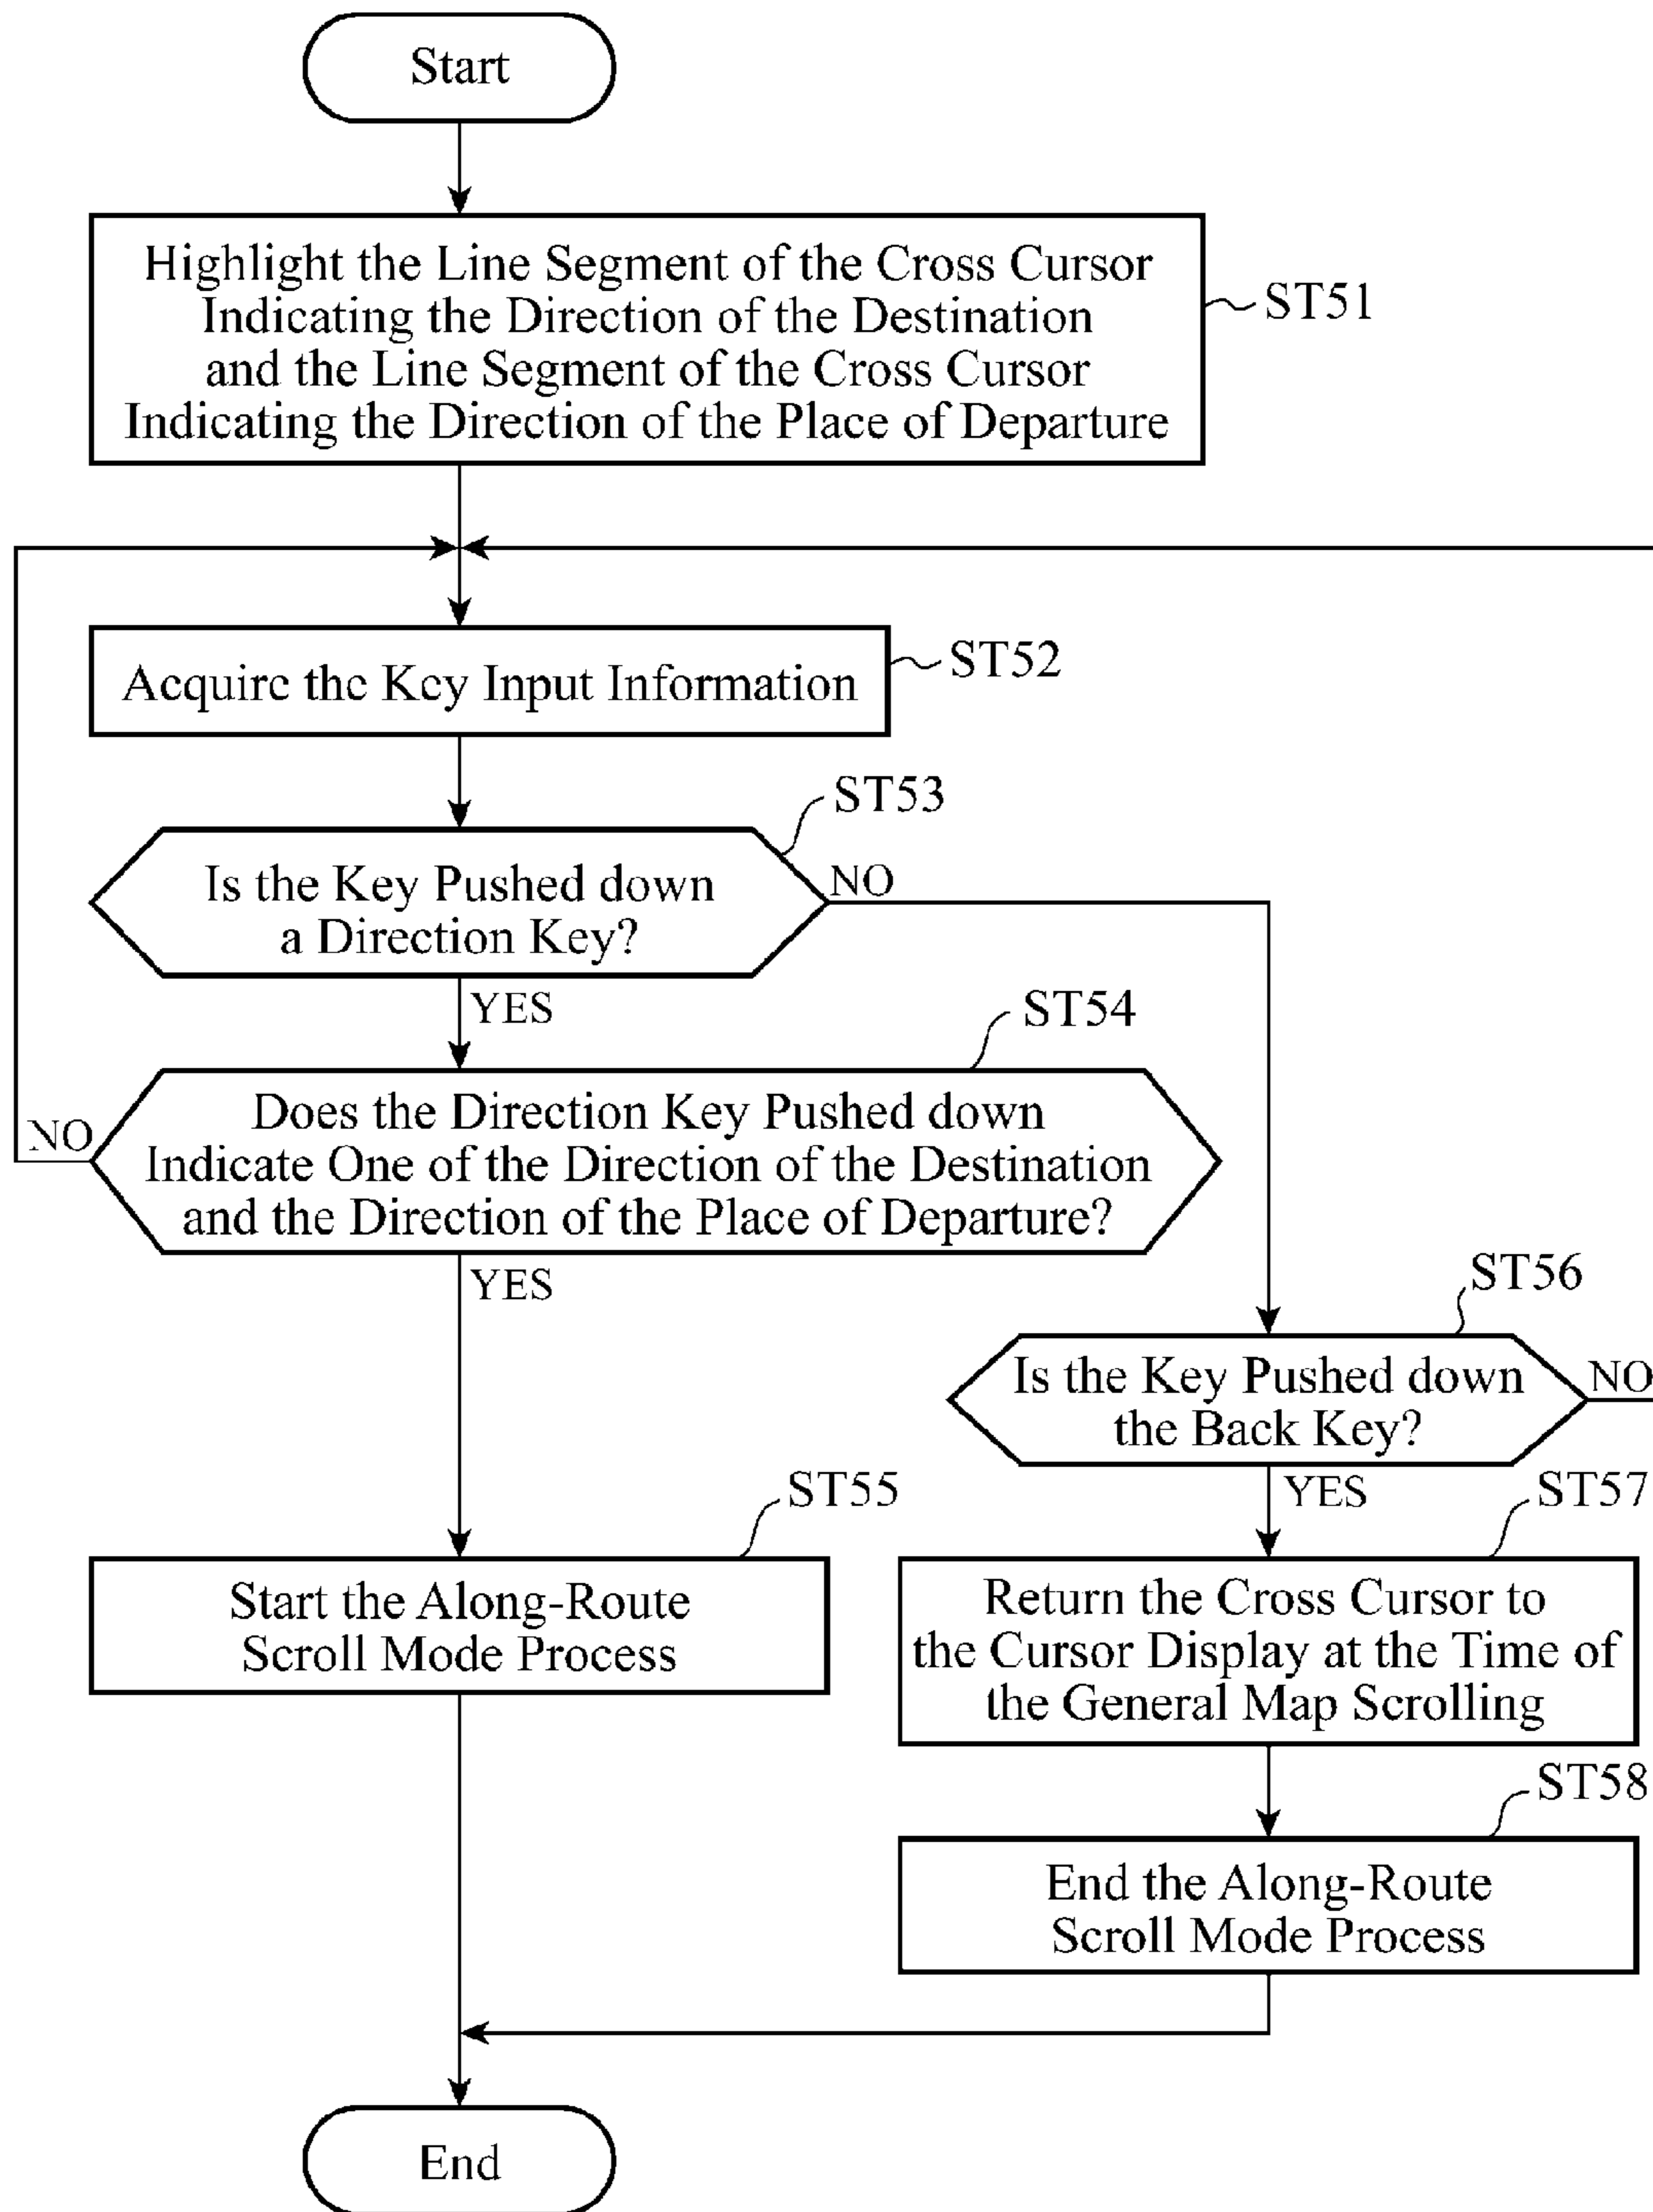 Start
Highlight the Line Segment of the Cross Cursor
Indicating the Direction of the Destination
and the Line Segment of the Cross Cursor
Indicating the Direction of the Place of Departure
ST51
Acquire the Key Input Information
ST52
ST53
Is the Key Pushed down
a Direction Key?
NO
YES
ST54
Does the Direction Key Pushed down
Indicate One of the Direction of the Destination
and the Direction of the Place of Departure?
NO
YES
ST56
Is the Key Pushed down
the Back Key?
NO
YES
ST55
Start the Along-Route
Scroll Mode Process
ST57
Return the Cross Cursor to
the Cursor Display at the Time of
the General Map Scrolling
ST58
End the Along-Route
Scroll Mode Process
End